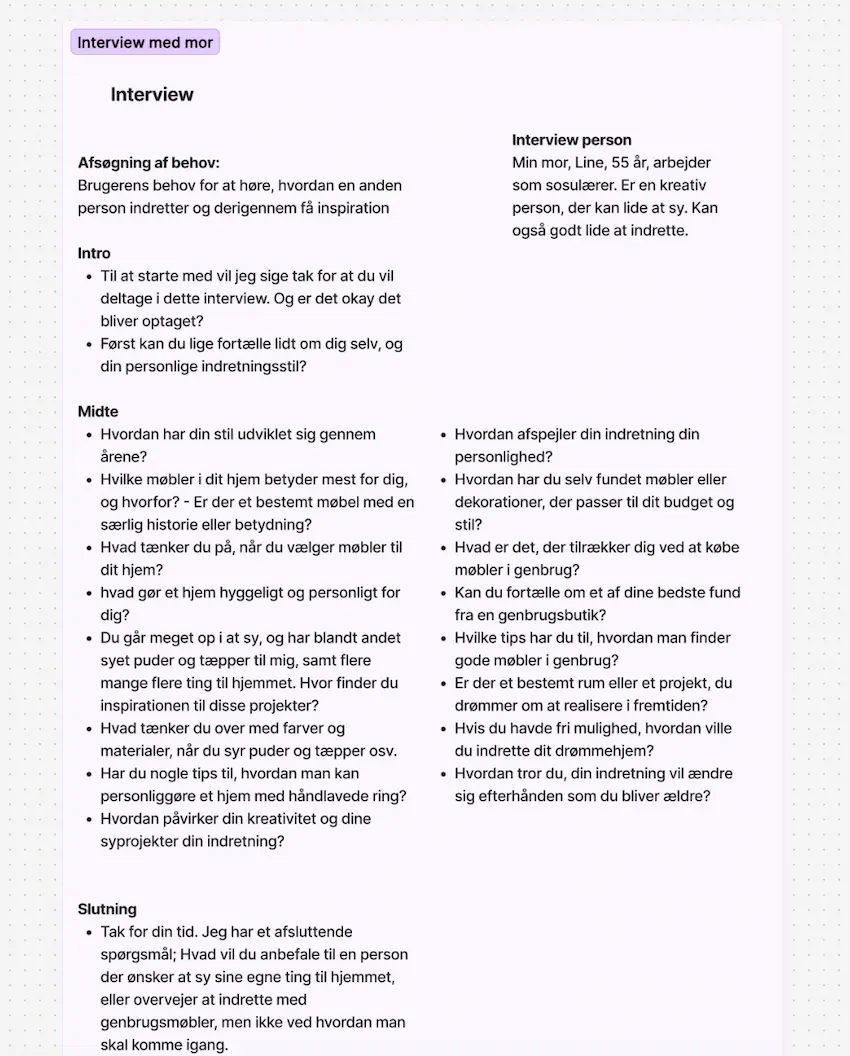 Interview med mor
Interview
Afsøgning af behov:
Brugerens behov for at høre, hvordan en anden
person indretter og derigennem få inspiration
Interview person
Min mor, Line, 55 år, arbejder
som sosulærer. Er en kreativ
person, der kan lide at sy. Kan
også godt lide at indrette.
Intro
• Til at starte med vil jeg sige tak for at du vil
deltage i dette interview. Og er det okay det
bliver optaget?
• Først kan du lige fortælle lidt om dig selv, og
din personlige indretningsstil?
Midte
• Hvordan har din stil udviklet sig gennem
årene?
• Hvilke møbler i dit hjem betyder mest for dig,
og hvorfor? - Er der et bestemt møbel med en
særlig historie eller betydning?
• Hvad tænker du på, når du vælger møbler til
dit hjem?
• hvad gør et hjem hyggeligt og personligt for
dig?
• Du går meget op i at sy, og har blandt andet
syet puder og tæpper til mig, samt flere
mange flere ting til hjemmet. Hvor finder du
inspirationen til disse projekter?
• Hvad tænker du over med farver og
materialer, når du syr puder og tæpper osv.
• Har du nogle tips til, hvordan man kan
personliggøre et hjem med håndlavede ring?
• Hvordan påvirker din kreativitet og dine
syprojekter din indretning?
• Hvordan afspejler din indretning din
personlighed?
• Hvordan har du selv fundet møbler eller
dekorationer, der passer til dit budget og
stil?
• Hvad er det, der tilrækker dig ved at købe
møbler i genbrug?
• Kan du fortælle om et af dine bedste fund
fra en genbrugsbutik?
• Hvilke tips har du til, hvordan man finder
gode møbler i genbrug?
• Er der et bestemt rum eller et projekt, du
drømmer om at realisere i fremtiden?
• Hvis du havde fri mulighed, hvordan ville
du indrette dit drømmehjem?
• Hvordan tror du, din indretning vil ændre
sig efterhånden som du bliver ældre?
Slutning
• Tak for din tid. Jeg har et afsluttende
spørgsmål; Hvad vil du anbefale til en person
der ønsker at sy sine egne ting til hjemmet,
eller overvejer at indrette med
genbrugsmøbler, men ikke ved hvordan man
skal komme igang.